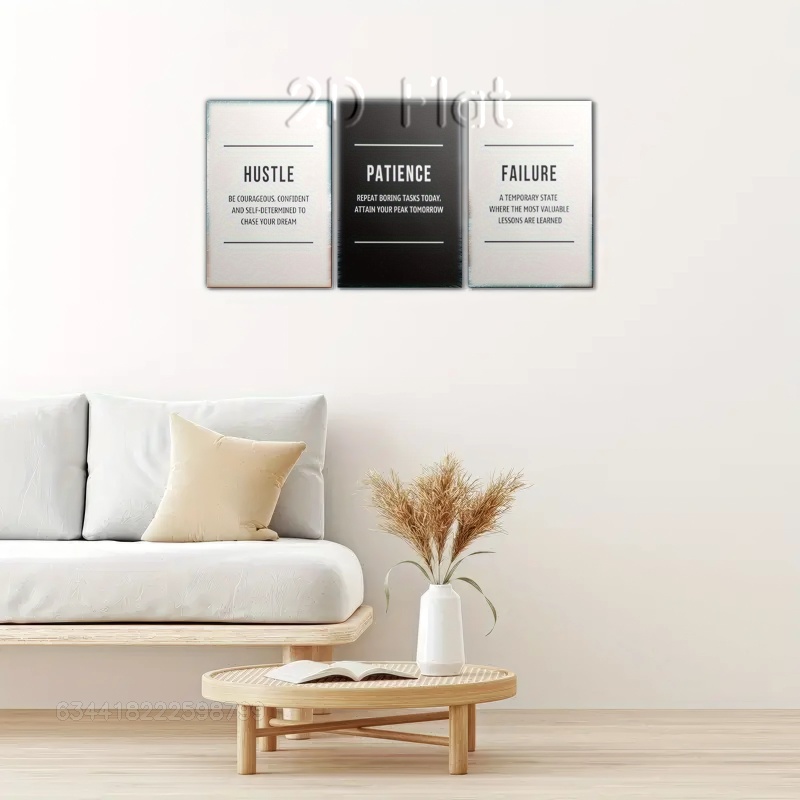 2D Flat
HUSTLE
BE COURAGEOUS, CONFIDENT
AND SELF-DETERMINED TO
CHASE YOUR DREAM
PATIENCE
REPEAT BORING TASKS TODAY,
ATTAIN YOUR PEAK TOMORROW
FAILURE
A TEMPORARY STATE
WHERE THE MOST VALUABLE
LESSONS ARE LEARNED